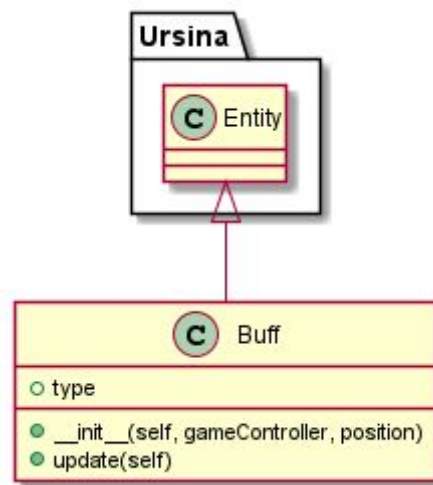 Ursina
C Entity
C Buff
type
__init__(self, gameController, position)
update(self)